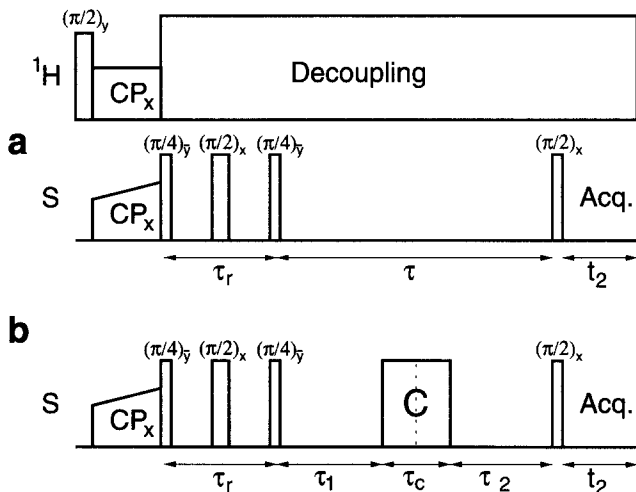 (π/2)y
¹H
CPx
Decoupling
a
(π/4)ȳ (π/2)x (π/4)ȳ (π/2)x
S
CPx
Acq.
τr τ t2
b
(π/4)ȳ (π/2)x (π/4)ȳ (π/2)x
S
CPx
C
Acq.
τr τ1 τc τ2 t2